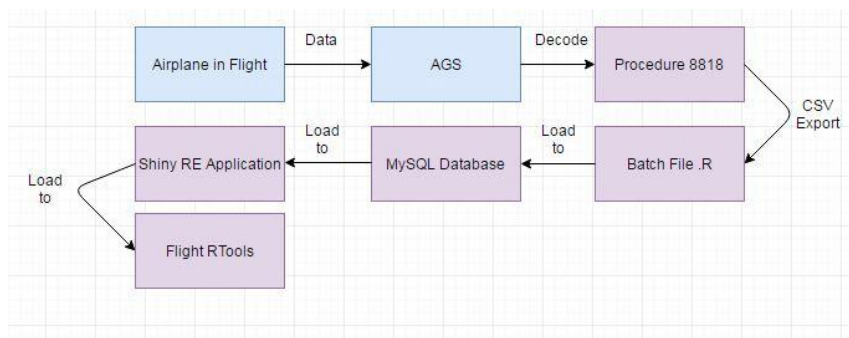 Airplane in Flight
Data
AGS
Decode
Procedure 8818
CSV
Export
Batch File .R
Load
to
MySQL Database
Load
to
Shiny RE Application
Load
to
Flight RTools